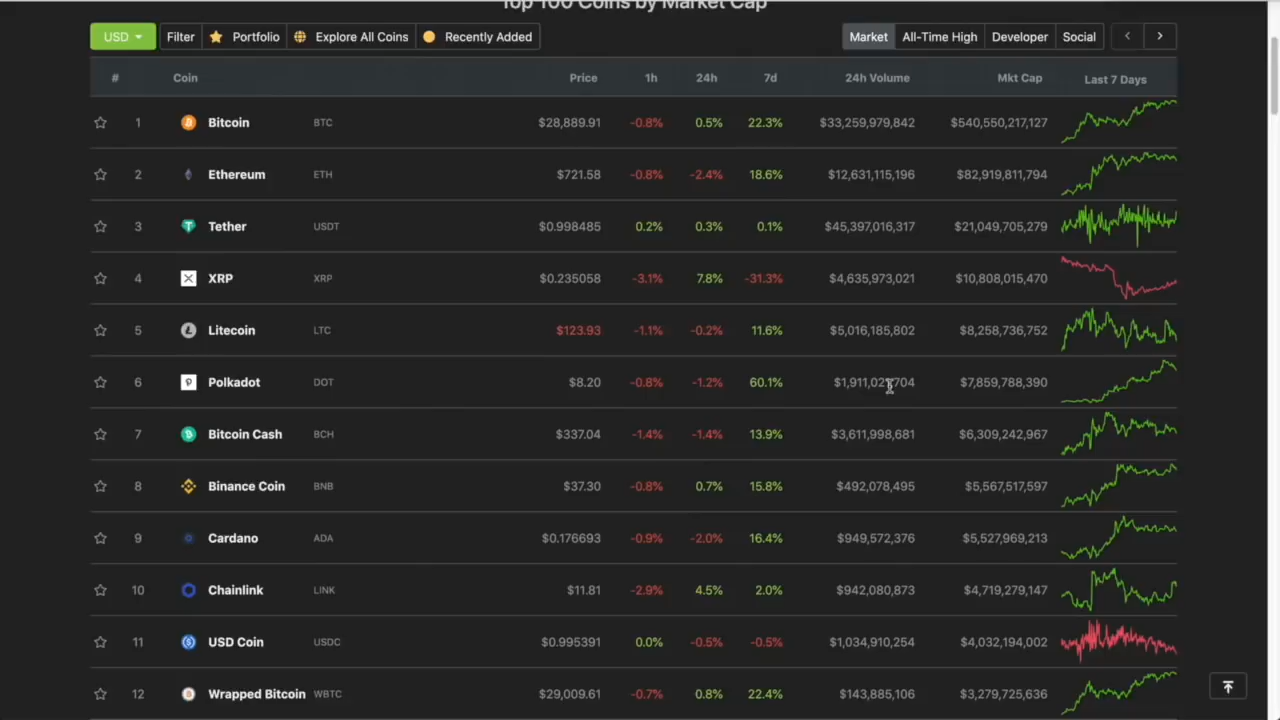 Top 100 Coins by Market Cap
USD Filter Portfolio Explore All Coins Recently Added Market All-Time High Developer Social
# Coin Price 1h 24h 7d 24h Volume Mkt Cap Last 7 Days
1 Bitcoin BTC $28,889.91 -0.8% 0.5% 22.3% $33,259,979,842 $540,550,217,127
2 Ethereum ETH $721.58 -0.8% -2.4% 18.6% $12,631,115,196 $82,919,811,794
3 Tether USDT $0.998485 0.2% 0.3% 0.1% $45,397,016,317 $21,049,705,279
4 XRP XRP $0.235058 -3.1% 7.8% -31.3% $4,635,973,021 $10,808,015,470
5 Litecoin LTC $123.93 -1.1% -0.2% 11.6% $5,016,185,802 $8,258,736,752
6 Polkadot DOT $8.20 -0.8% -1.2% 60.1% $7,859,788,390
7 Bitcoin Cash BCH $337.04 -1.4% -1.4% 13.9% $3,611,998,681 $6,309,242,967
8 Binance Coin BNB $37.30 -0.8% 0.7% 15.8% $492,078,495 $5,567,517,597
9 Cardano ADA $0.176693 -0.9% -2.0% 16.4% $949,572,376 $5,527,969,213
10 Chainlink LINK $11.81 -2.9% 4.5% 2.0% $942,080,873 $4,719,279,147
11 USD Coin USDC $0.995391 0.0% -0.5% -0.5% $1,034,910,254 $4,032,194,002
12 Wrapped Bitcoin WBTC $29,009.61 -0.7% 0.8% 22.4% $143,885,106 $3,279,725,636